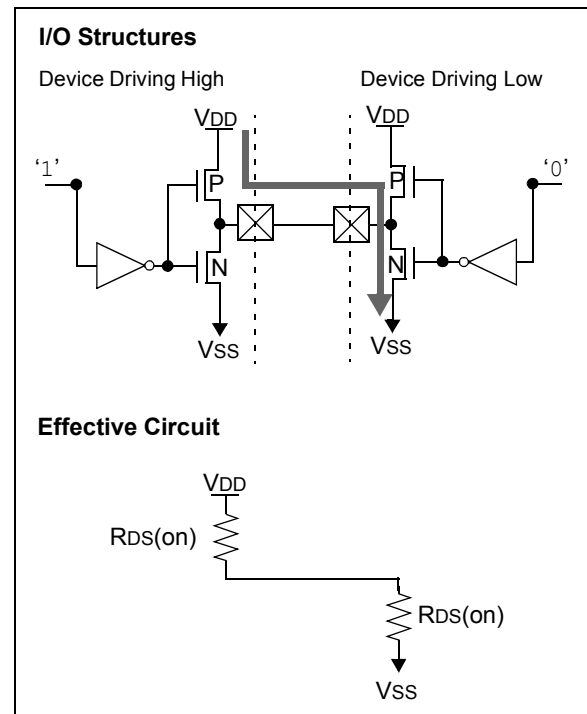 I/O Structures
Device Driving High
Device Driving Low
VDD
VDD
‘1’
P
P
‘0’
N
N
VSS
VSS
Effective Circuit
VDD
RDS(on)
RDS(on)
VSS